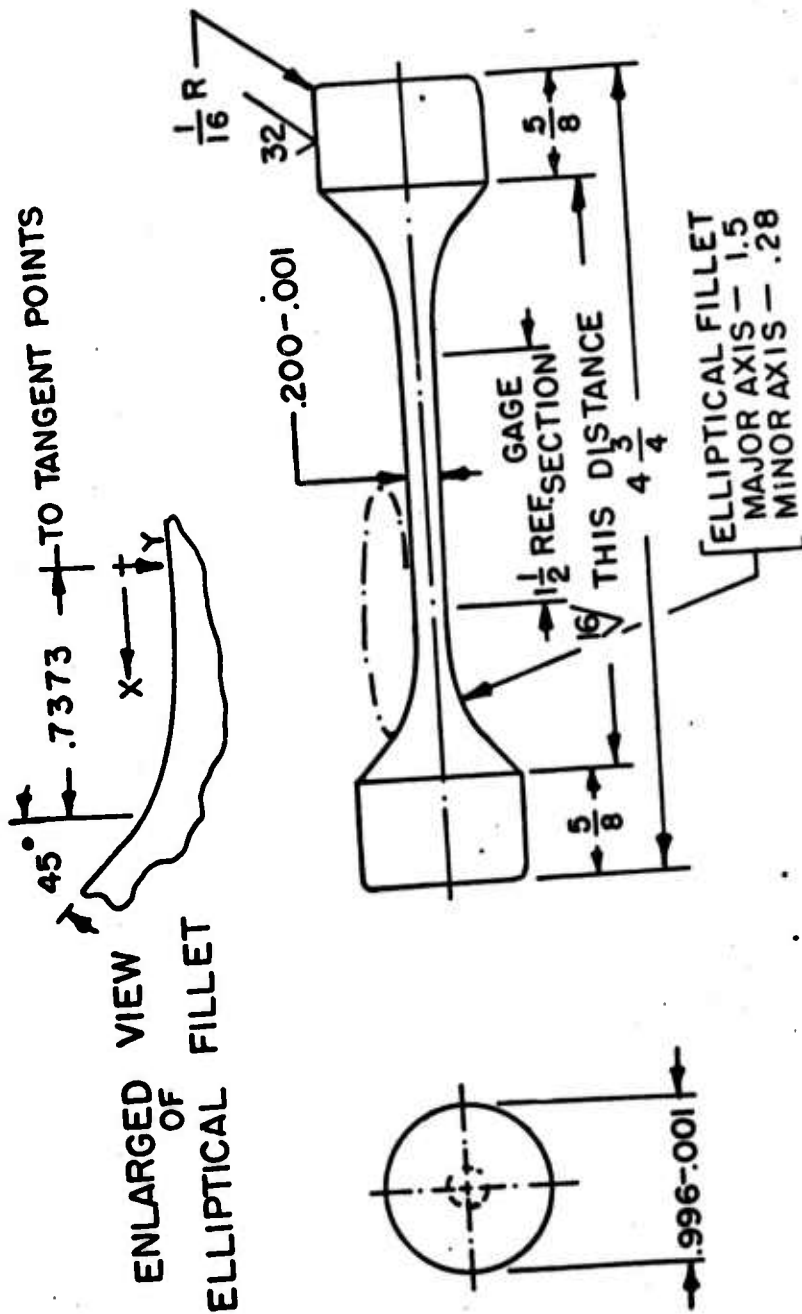 ENLARGED VIEW
OF
ELLIPTICAL FILLET
45°
.7373
TO TANGENT POINTS
X
Y
.200-.001
1/16 R
32
5/8
5/8
GAGE
1 1/2 REF. SECTION
16
THIS DISTANCE
4 3/4
ELLIPTICAL FILLET
MAJOR AXIS — 1.5
MINOR AXIS — .28
.996-.001